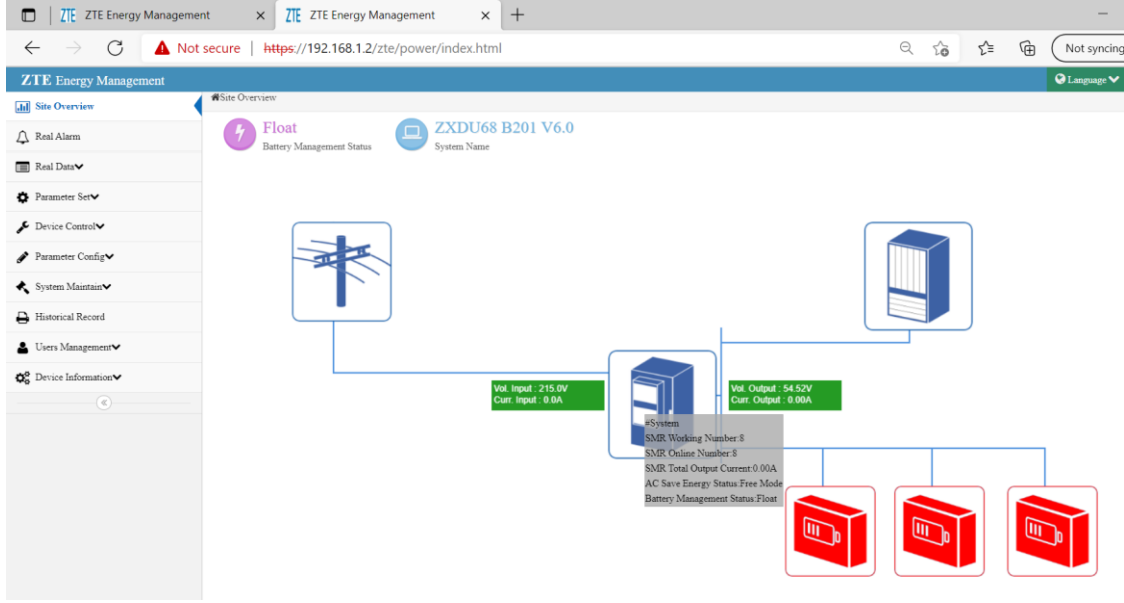 ZTE ZTE Energy Management
ZTE ZTE Energy Management
Not secure https://192.168.1.2/zte/power/index.html
Not syncing
ZTE Energy Management
Language
Site Overview
Real Alarm
Real Data
Parameter Set
Device Control
Parameter Config
System Maintain
Historical Record
Users Management
Device Information
Site Overview
Float
Battery Management Status
ZXDU68 B201 V6.0
System Name
Vol. Input : 215.0V
Curr. Input : 0.0A
Vol. Output : 54.52V
Curr. Output : 0.00A
#System
SMR Working Number:8
SMR Online Number:8
SMR Total Output Current:0.00A
AC Save Energy Status:Free Mode
Battery Management Status:Float